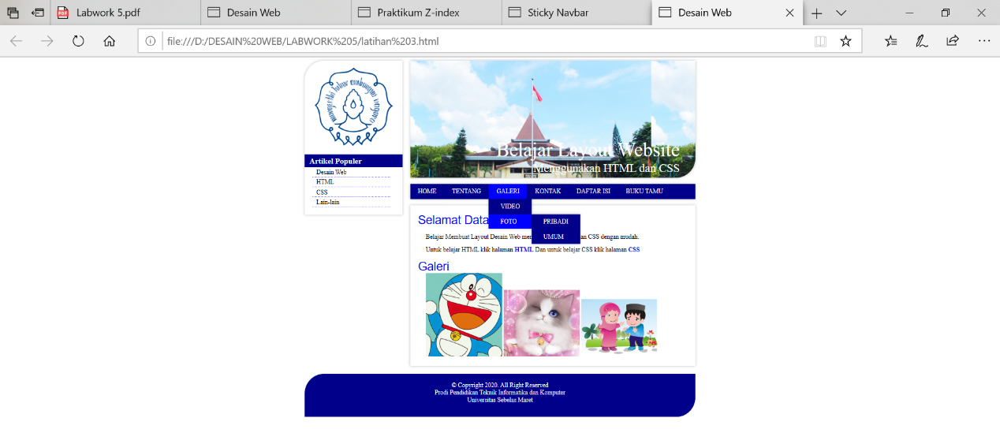 Labwork 5.pdf
Desain Web
Praktikum Z-index
Sticky Navbar
Desain Web
file:///D:/DESAIN%20WEB/LABWORK%205/latihan%203.html
Artikel Populer
Desain Web
HTML
CSS
Lain-lain
Belajar Layout Website
Menggunakan HTML dan CSS
HOME TENTANG GALERI KONTAK DAFTAR ISI BUKU TAMU
VIDEO
FOTO PRIBADI
UMUM
Selamat Data
Belajar Membuat Layout Desain Web CSS dengan mudah.
Untuk belajar HTML klik halaman HTML Dan untuk belajar CSS klik halaman CSS
Galeri
© Copyright 2020. All Right Reserved
Prodi Pendidikan Teknik Informatika dan Komputer
Universitas Sebelas Maret